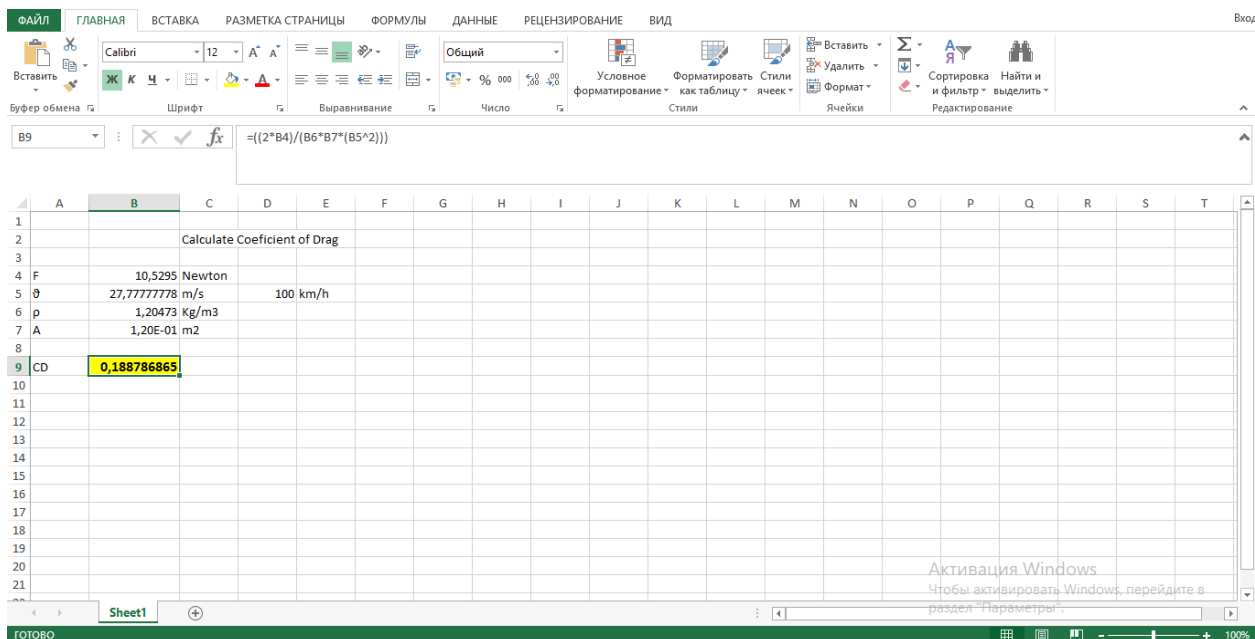 ФАЙЛ ГЛАВНАЯ ВСТАВКА РАЗМЕТКА СТРАНИЦЫ ФОРМУЛЫ ДАННЫЕ РЕЦЕНЗИРОВАНИЕ ВИД Вход
Calibri 12 Общий
Вставить
Ж К Ч
% 000
Условное форматирование
Форматировать как таблицу
Стили ячеек
Вставить
Удалить
Формат
Сортировка и фильтр
Найти и выделить
Буфер обмена Шрифт Выравнивание Число Стили Ячейки Редактирование
B9 fx =((2*B4)/(B6*B7*(B5^2)))
A B C D E F G H I J K L M N O P Q R S T
1
2 Calculate Coeficient of Drag
3
4 F 10,5295 Newton
5 ϑ 27,77777778 m/s 100 km/h
6 ρ 1,20473 Kg/m3
7 A 1,20E-01 m2
8
9 CD 0,188786865
10
11
12
13
14
15
16
17
18
19
20
21
Активация Windows
Чтобы активировать Windows, перейдите в
раздел "Параметры".
Sheet1
ГОТОВО 100%